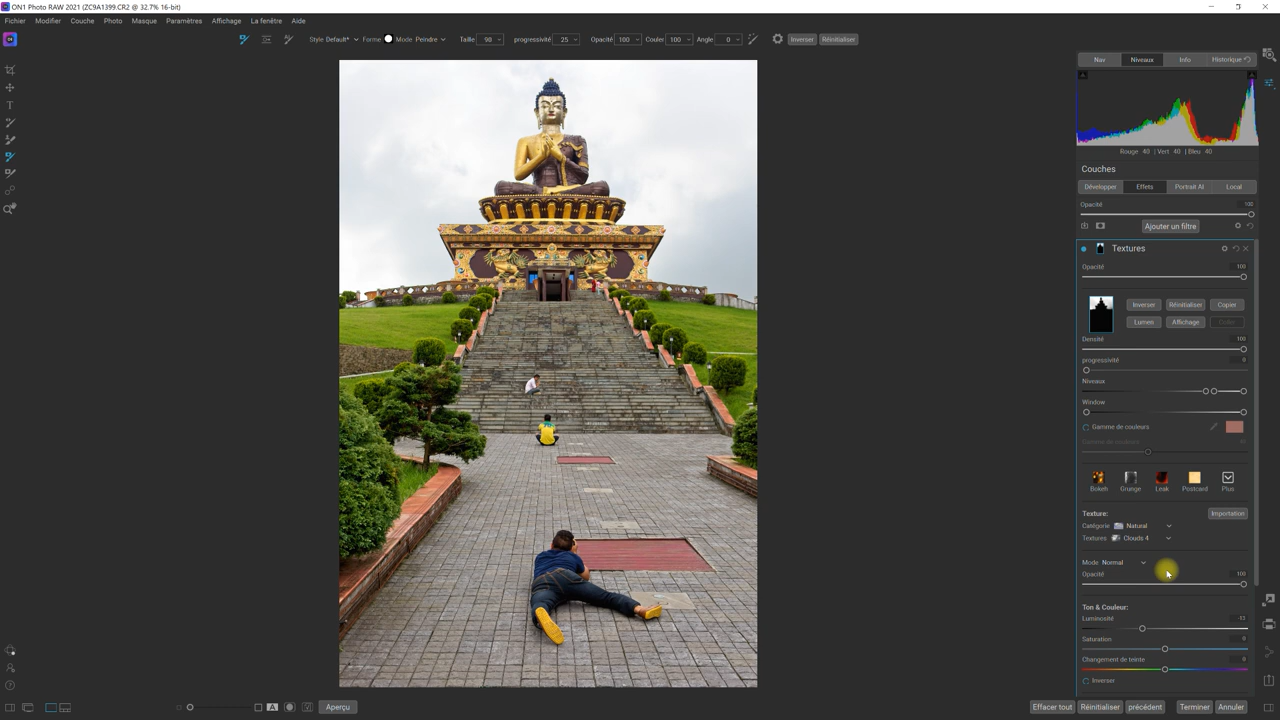 ON1 Photo RAW 2021 (ZC9A1399.CR2 @ 32.7% 16-bit)
Fichier Modifier Couche Photo Masque Paramètres Affichage La fenêtre Aide
Style Default* Forme Mode Peindre Taille 90 progressivité 25 Opacité 100 Couler 100 Angle 0 Inverser Réinitialiser
Nav Niveaux Info Historique
Rouge 40 | Vert 40 | Bleu 40
Couches
Développer Effets Portrait AI Local
Opacité 100
Ajouter un filtre
Textures
Opacité 100
Inverser Réinitialiser Copier
Lumen Affichage
Densité 100
progressivité 0
Niveaux
Window
Gamme de couleurs
Gamme de couleurs
Bokeh Grunge Leak Postcard Plus
Texture: Importation
Catégorie Natural
Textures Clouds 4
Mode Normal
Opacité 100
Ton & Couleur:
Luminosité
Saturation 0
Changement de teinte 0
Inverser
A Aperçu Effacer tout Réinitialiser précédent Terminer Annuler